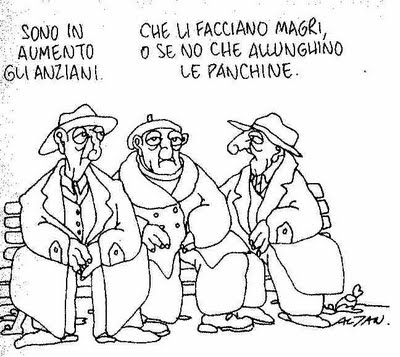 SONO IN
AUMENTO
GLI ANZIANI.
CHE LI FACCIANO MAGRI,
O SE NO CHE ALLUNGHINO
LE PANCHINE.
ALTAN.